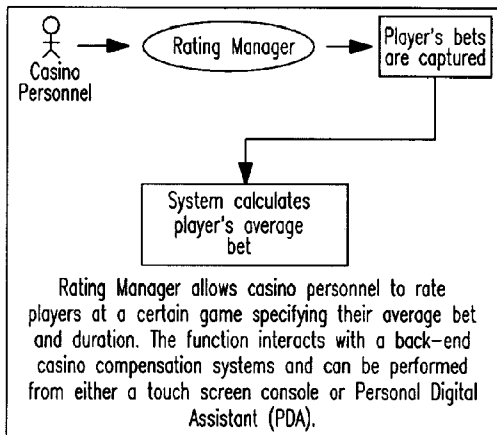 Casino
Personnel
Rating Manager
Player's bets
are captured
System calculates
player's average
bet
Rating Manager allows casino personnel to rate
players at a certain game specifying their average bet
and duration. The function interacts with a back-end
casino compensation systems and can be performed
from either a touch screen console or Personal Digital
Assistant (PDA).